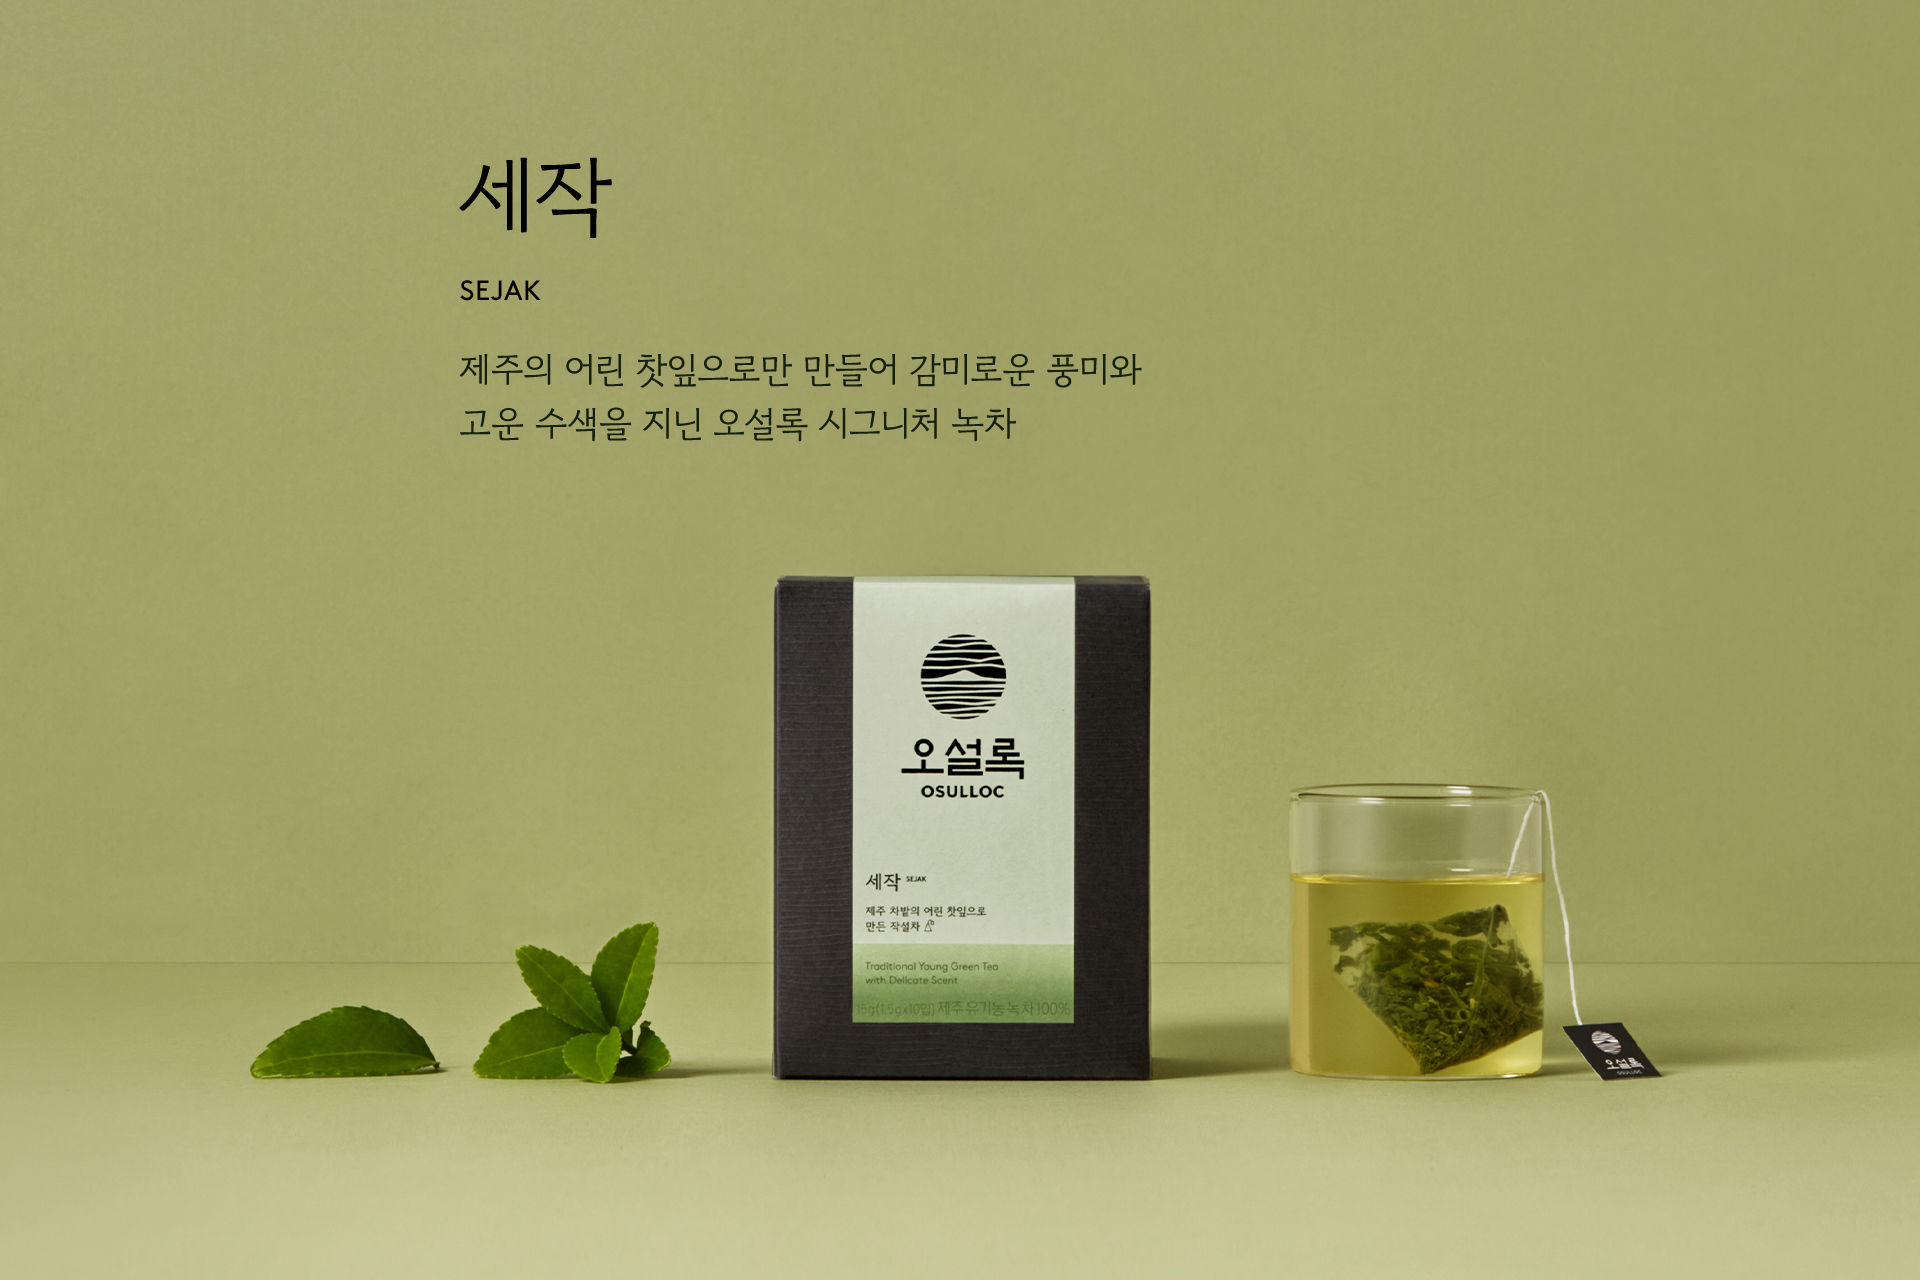 세작
SEJAK
제주의 어린 찻잎으로만 만들어 감미로운 풍미와
고운 수색을 지닌 오설록 시그니처 녹차
오설록
OSULLOC
세작 SEJAK
제주 차밭의 어린 찻잎으로
만든 작설차
Traditional Young Green Tea
with Delicate Scent
15g(1.5gx10입) 제주유기농녹차100%
오설록
OSULLOC